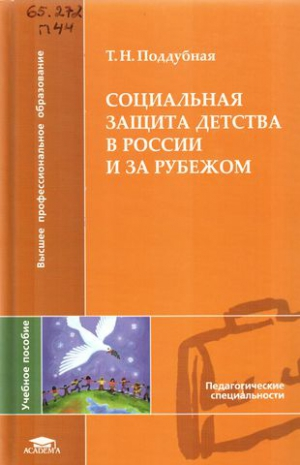 65.272
П44
Т. Н. Поддубная
СОЦИАЛЬНАЯ
ЗАЩИТА ДЕТСТВА
В РОССИИ
И ЗА РУБЕЖОМ
Высшее профессиональное образование
Учебное пособие
Педагогические
специальности
ACADEMA